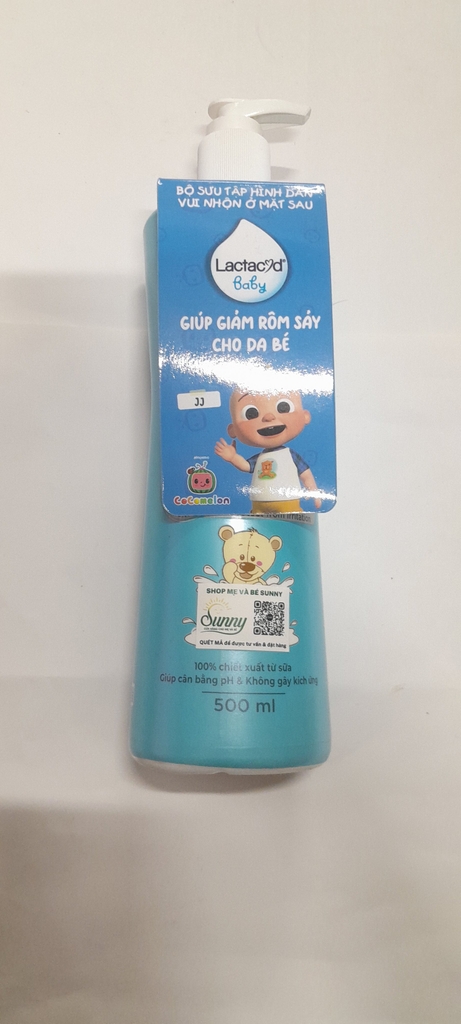 BỘ SƯU TẬP HÌNH DÁN
VUI NHỘN Ở MẶT SAU
Lactacyd®
Baby
GIÚP GIẢM RÔM SẢY
CHO DA BÉ
JJ
CoComelon
from irritation
SHOP MẸ VÀ BÉ SUNNY
Sunny
QUÉT MÃ để được tư vấn & đặt hàng
100% chiết xuất từ sữa
Giúp cân bằng pH & Không gây kích ứng
500 ml